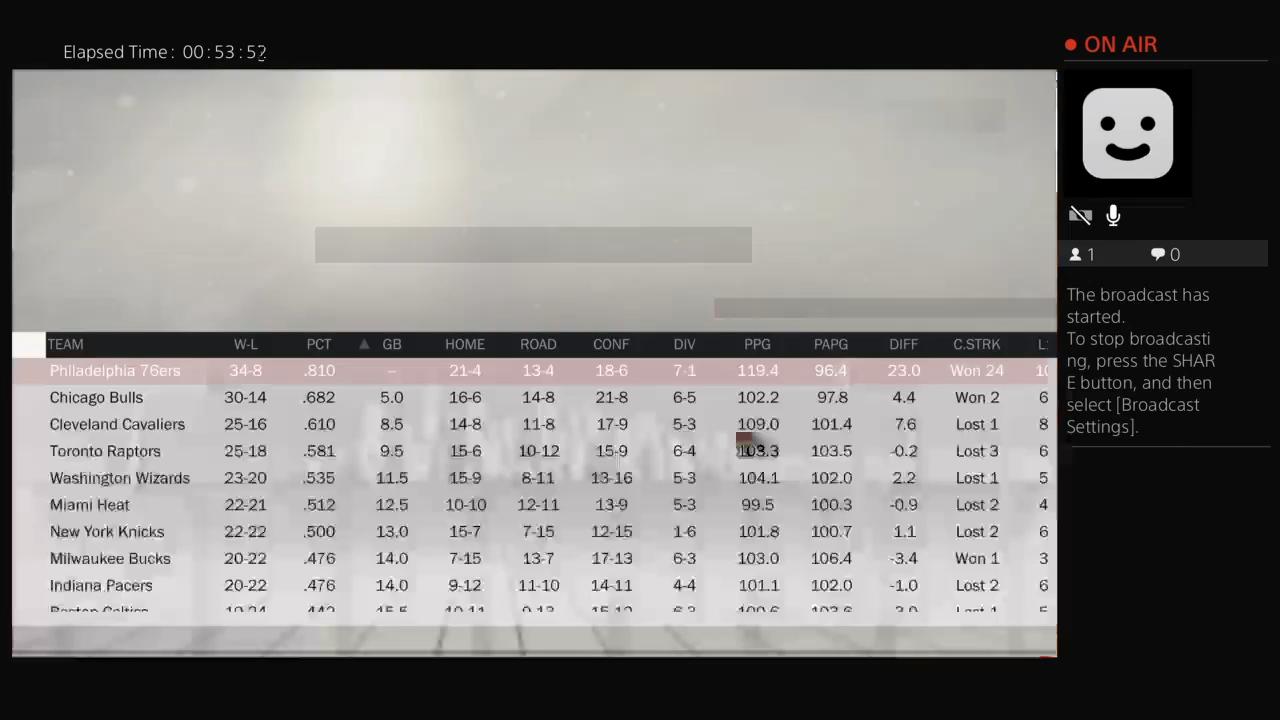 Elapsed Time: 00:53:52
ON AIR
1 0
The broadcast has
started.
To stop broadcasti
ng, press the SHAR
E button, and then
select [Broadcast
Settings].
TEAM W-L PCT GB HOME ROAD CONF DIV PPG PAPG DIFF C.STRK
Philadelphia 76ers 34-8 .810 – 21-4 13-4 18-6 7-1 119.4 96.4 23.0 Won 24 10
Chicago Bulls 30-14 .682 5.0 16-6 14-8 21-8 6-5 102.2 97.8 4.4 Won 2 6
Cleveland Cavaliers 25-16 .610 8.5 14-8 11-8 17-9 5-3 109.0 101.4 7.6 Lost 1 8
Toronto Raptors 25-18 .581 9.5 15-6 10-12 15-9 6-4 103.3 103.5 -0.2 Lost 3 6
Washington Wizards 23-20 .535 11.5 15-9 8-11 13-16 5-3 104.1 102.0 2.2 Lost 1 5
Miami Heat 22-21 .512 12.5 10-10 12-11 13-9 5-3 99.5 100.3 -0.9 Lost 2 4
New York Knicks 22-22 .500 13.0 15-7 7-15 12-15 1-6 101.8 100.7 1.1 Lost 2 6
Milwaukee Bucks 20-22 .476 14.0 7-15 13-7 17-13 6-3 103.0 106.4 -3.4 Won 1 3
Indiana Pacers 20-22 .476 14.0 9-12 11-10 14-11 4-4 101.1 102.0 -1.0 Lost 2 6
Boston Celtics